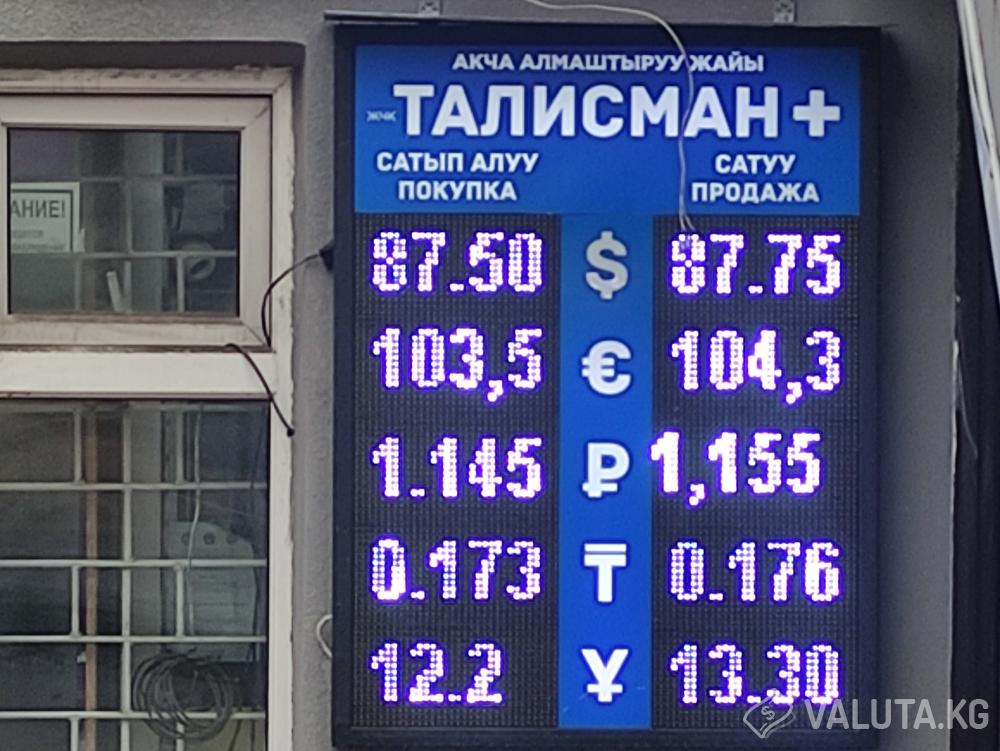 АКЧА АЛМАШТЫРУУ ЖАЙЫ
ЖЧК ТАЛИСМАН +
САТЫП АЛУУ САТУУ
ПОКУПКА ПРОДАЖА
87.50 $ 87.75
103,5 € 104,3
1.145 ₽ 1,155
0.173 ₸ 0.176
12.2 ¥ 13.30
АНИЕ!
VALUTA.KG